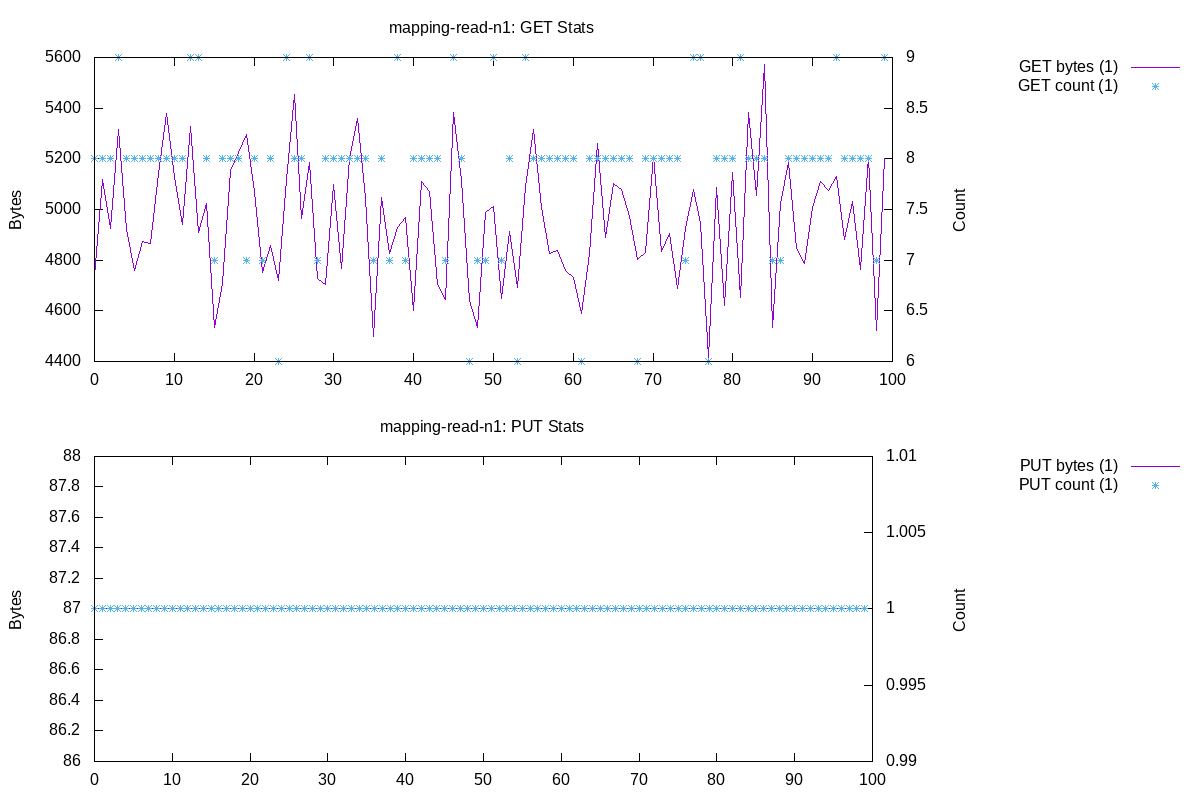 mapping-read-n1: GET Stats
5600
5400
5200
5000
4800
4600
4400
Bytes
9
8.5
8
7.5
7
6.5
6
Count
0 10 20 30 40 50 60 70 80 90 100
GET bytes (1)
GET count (1)
mapping-read-n1: PUT Stats
88
87.8
87.6
87.4
87.2
87
86.8
86.6
86.4
86.2
86
Bytes
1.01
1.005
1
0.995
0.99
Count
0 10 20 30 40 50 60 70 80 90 100
PUT bytes (1)
PUT count (1)